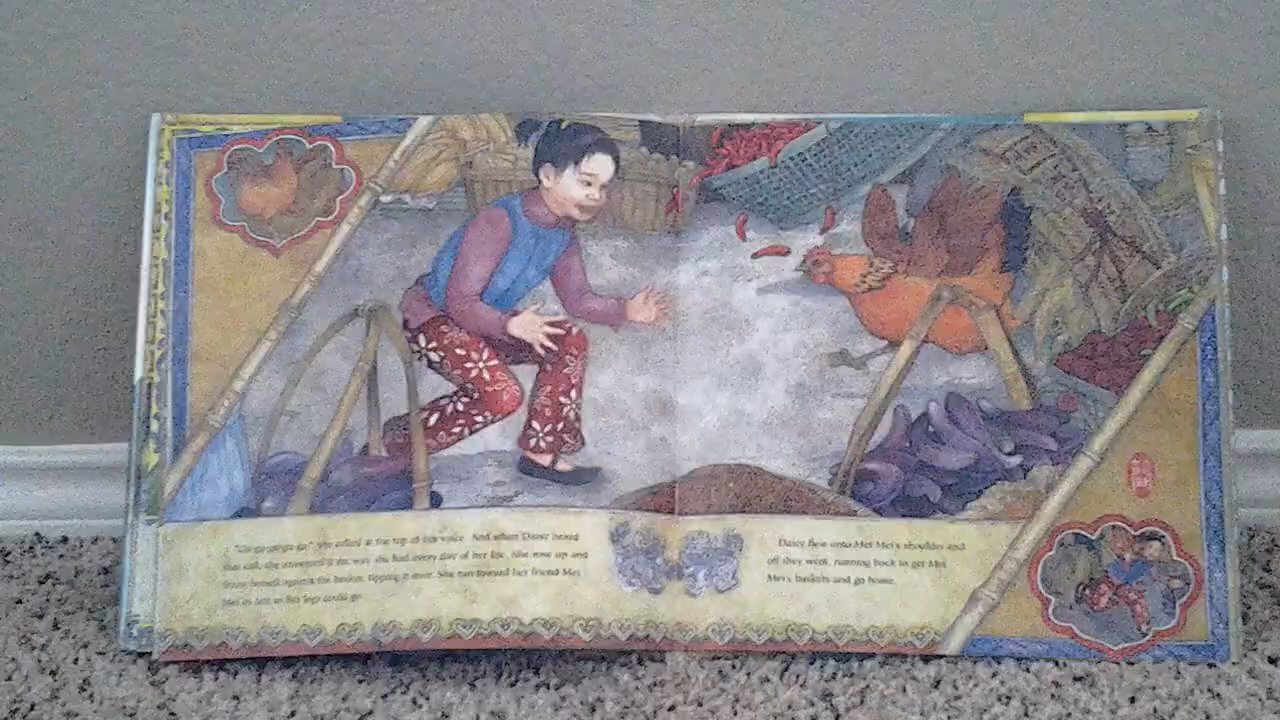 she called at the top of her voice. And when Daisy heard
that call, she answered it the way she had every day of her life. She rose up and
threw herself against the basket, tipping it over. She ran toward her friend Mei
Mei as fast as her legs could go.
Daisy flew onto Mei Mei's shoulder and
off they went, running back to get Mei
Mei's baskets and go home.